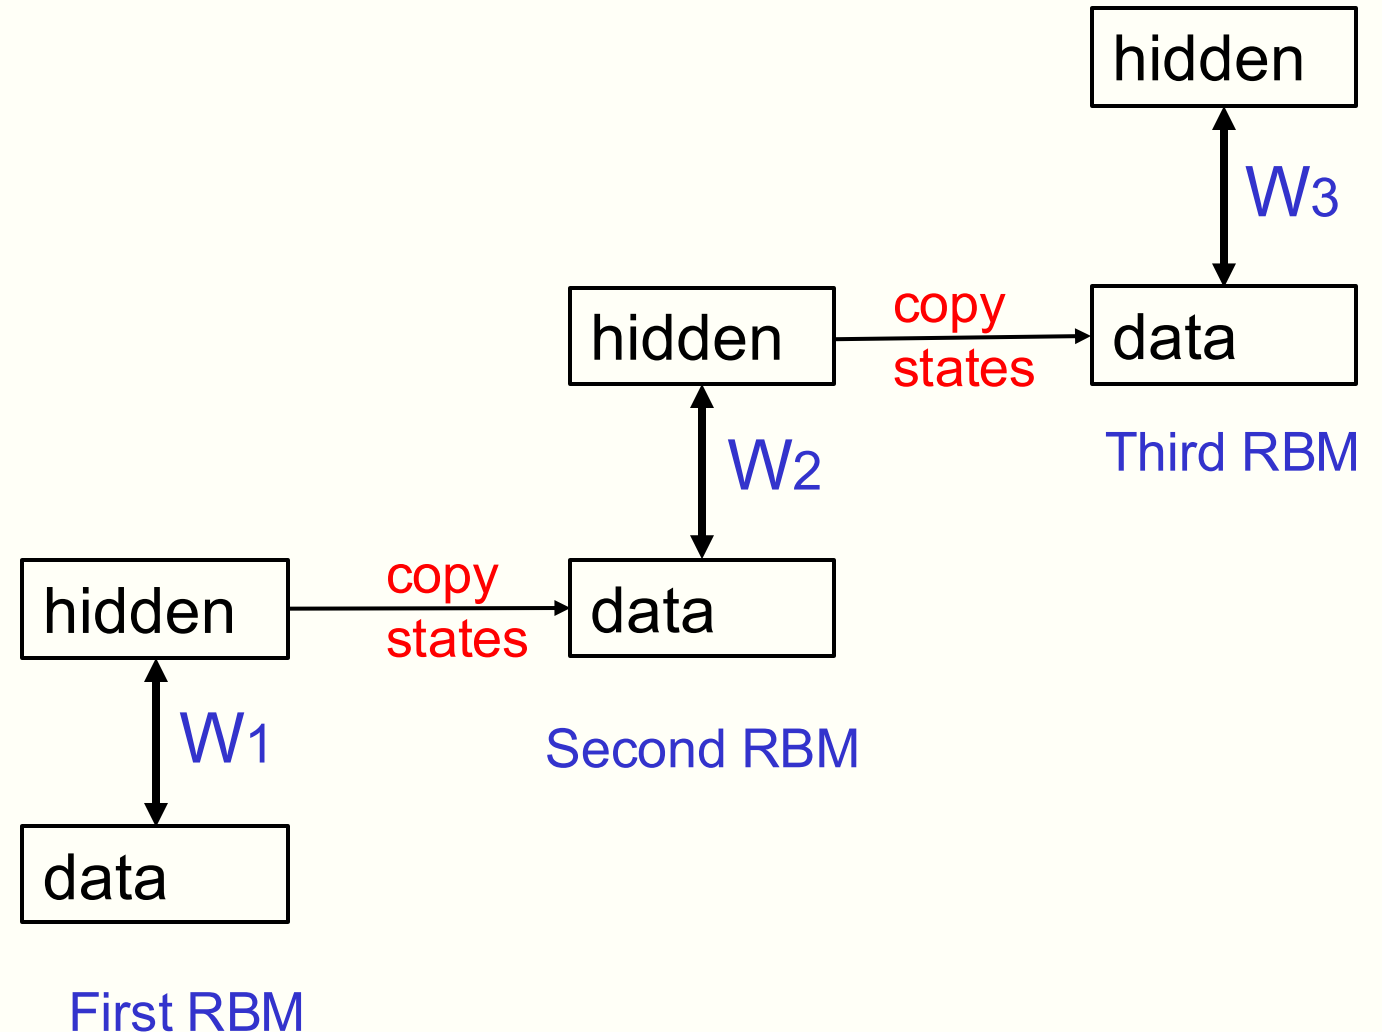 hidden
W3
hidden
copy
states
data
W2
Third RBM
hidden
copy
states
data
W1
Second RBM
data
First RBM